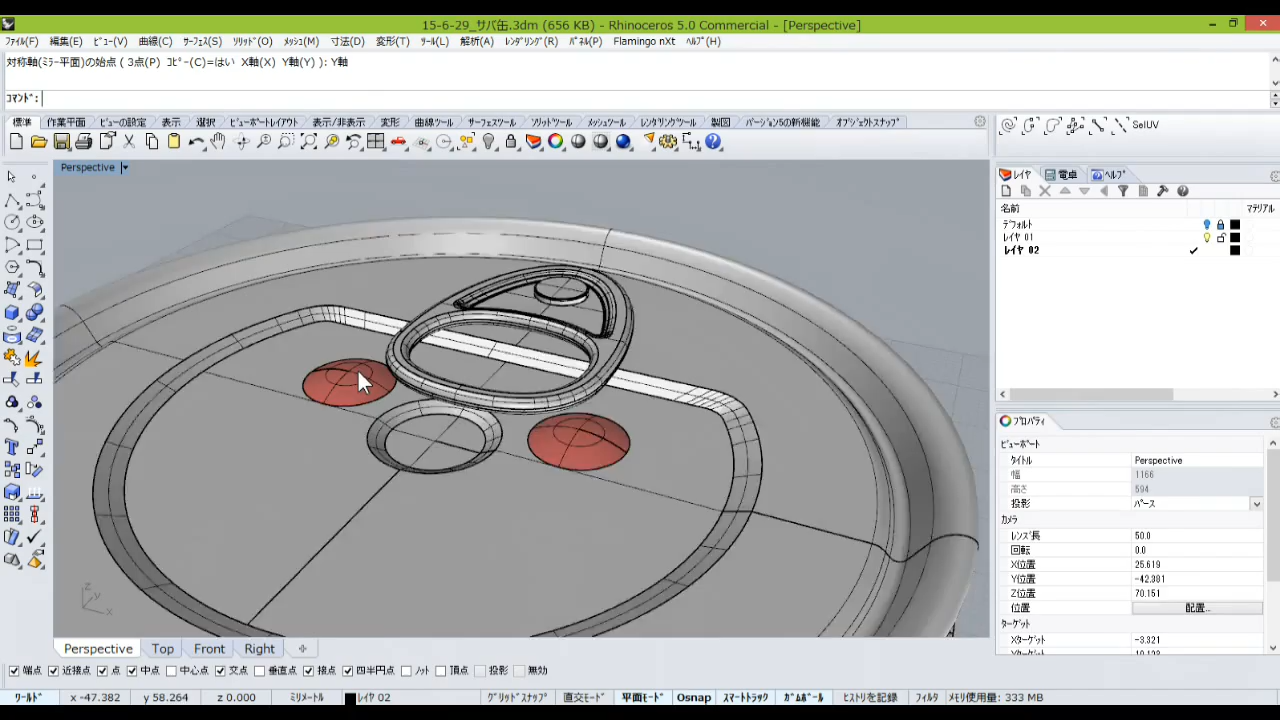 15-6-29_サバ缶.3dm (656 KB) - Rhinoceros 5.0 Commercial - [Perspective]
ﾌｧｲﾙ(F) 編集(E) ﾋﾞｭｰ(V) 曲線(C) ｻｰﾌｪｽ(S) ｿﾘｯﾄﾞ(O) ﾒｯｼｭ(M) 寸法(D) 変形(T) ﾂｰﾙ(L) 解析(A) ﾚﾝﾀﾞﾘﾝｸﾞ(R) ﾊﾟﾈﾙ(P) Flamingo nXt ﾍﾙﾌﾟ(H)
対称軸(ﾐﾗｰ平面)の始点 ( 3点(P) ｺﾋﾟｰ(C)=はい X軸(X) Y軸(Y) ): Y軸
ｺﾏﾝﾄﾞ:
標準 作業平面 ﾋﾞｭｰの設定 表示 選択 ﾋﾞｭｰﾎﾟｰﾄﾚｲｱｳﾄ 表示/非表示 変形 曲線ﾂｰﾙ ｻｰﾌｪｽﾂｰﾙ ｿﾘｯﾄﾞﾂｰﾙ ﾒｯｼｭﾂｰﾙ ﾚﾝﾀﾞﾘﾝｸﾞﾂｰﾙ 製図 ﾊﾞｰｼﾞｮﾝ5の新機能 ｵﾌﾞｼﾞｪｸﾄｽﾅｯﾌﾟ
SelUV
Perspective
ﾚｲﾔ 電卓 ﾍﾙﾌﾟ
名前 ﾏﾃﾘｱﾙ
ﾃﾞﾌｫﾙﾄ
ﾚｲﾔ 01
ﾚｲﾔ 02
ﾌﾟﾛﾊﾟﾃｨ
ﾋﾞｭｰﾎﾟｰﾄ
ﾀｲﾄﾙ Perspective
幅 1166
高さ 594
投影 ﾊﾟｰｽ
ｶﾒﾗ
ﾚﾝｽﾞ長 50.0
回転 0.0
X位置 25.619
Y位置 -42.381
Z位置 70.151
位置 配置...
ﾀｰｹﾞｯﾄ
Xﾀｰｹﾞｯﾄ -3.321
z
y
x
Perspective Top Front Right
端点 近接点 点 中点 中心点 交点 垂直点 接点 四半円点 ﾉｯﾄ 頂点 投影 無効
ﾜｰﾙﾄﾞ x -47.382 y 58.264 z 0.000 ﾐﾘﾒｰﾄﾙ ﾚｲﾔ 02 ｸﾞﾘｯﾄﾞｽﾅｯﾌﾟ 直交ﾓｰﾄﾞ 平面ﾓｰﾄﾞ Osnap ｽﾏｰﾄﾄﾗｯｸ ｶﾞﾑﾎﾞｰﾙ ﾋｽﾄﾘを記録 ﾌｨﾙﾀ ﾒﾓﾘ使用量: 333 MB